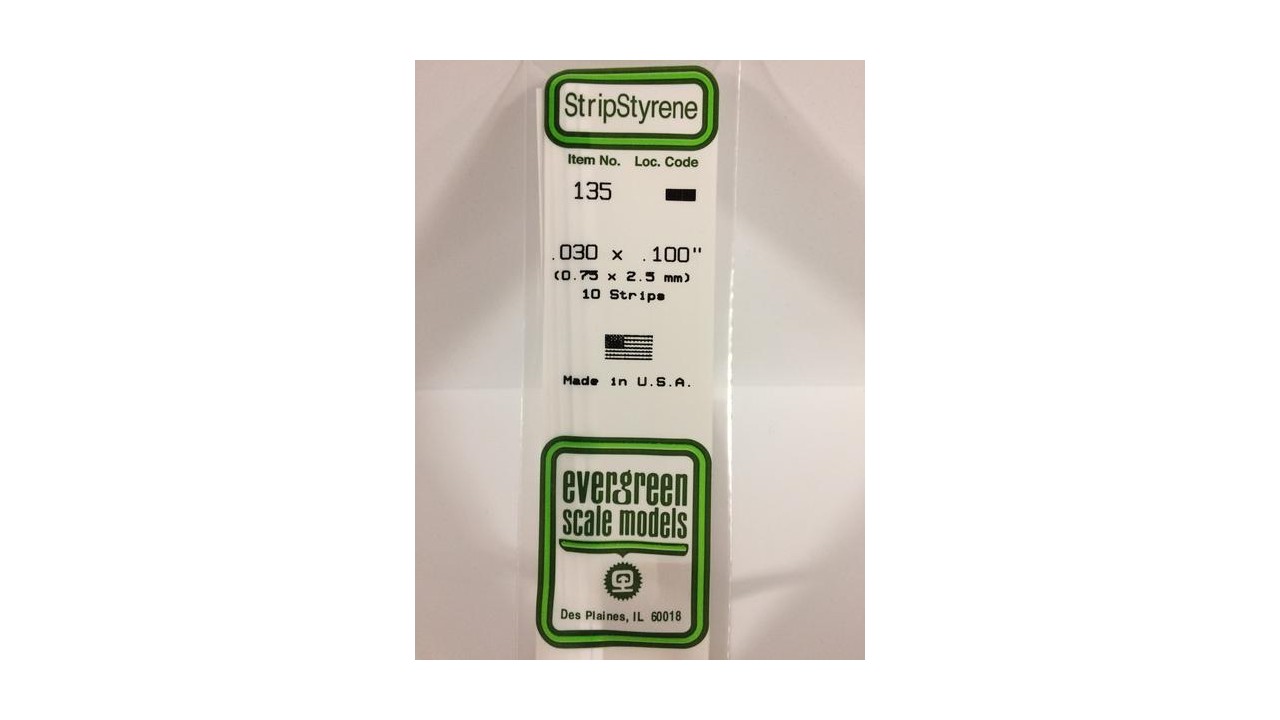 StripStyrene
Item No. Loc. Code
135
.030 x .100"
(0.75 x 2.5 mm)
10 Strips
Made in U.S.A.
evergreen
scale models
Des Plaines, IL 60018